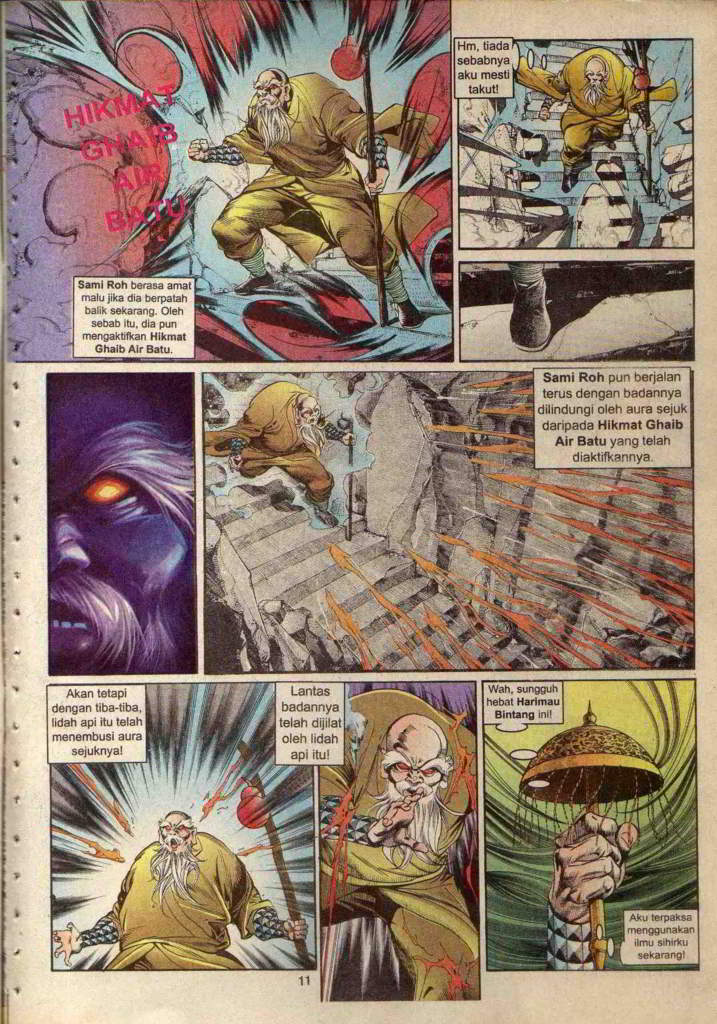 HIKMAT
GHAIB
AIR
BATU
Sami Roh berasa amat
malu jika dia berpatah
balik sekarang. Oleh
sebab itu, dia pun
mengaktifkan Hikmat
Ghaib Air Batu.
Hm, tiada
sebabnya
aku mesti
takut!
Sami Roh pun berjalan
terus dengan badannya
dilindungi oleh aura sejuk
daripada Hikmat Ghaib
Air Batu yang telah
diaktifkannya.
Akan tetapi
dengan tiba-tiba,
lidah api itu telah
menembusi aura
sejuknya!
Lantas
badannya
telah dijilat
oleh lidah
api itu!
Wah, sungguh
hebat Harimau
Bintang ini!
Aku terpaksa
menggunakan
ilmu sihirku
sekarang!
11